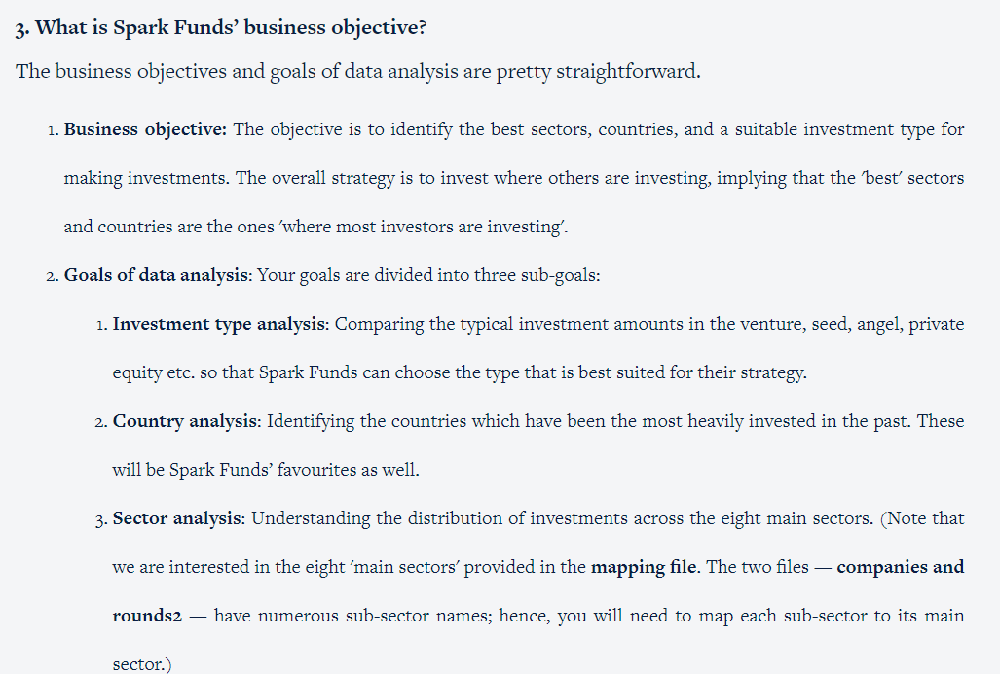 3. What is Spark Funds’ business objective?
The business objectives and goals of data analysis are pretty straightforward.
1. Business objective: The objective is to identify the best sectors, countries, and a suitable investment type for
making investments. The overall strategy is to invest where others are investing, implying that the 'best' sectors
and countries are the ones 'where most investors are investing'.
2. Goals of data analysis: Your goals are divided into three sub-goals:
1. Investment type analysis: Comparing the typical investment amounts in the venture, seed, angel, private
equity etc. so that Spark Funds can choose the type that is best suited for their strategy.
2. Country analysis: Identifying the countries which have been the most heavily invested in the past. These
will be Spark Funds’ favourites as well.
3. Sector analysis: Understanding the distribution of investments across the eight main sectors. (Note that
we are interested in the eight 'main sectors' provided in the mapping file. The two files — companies and
rounds2 — have numerous sub-sector names; hence, you will need to map each sub-sector to its main
sector.)